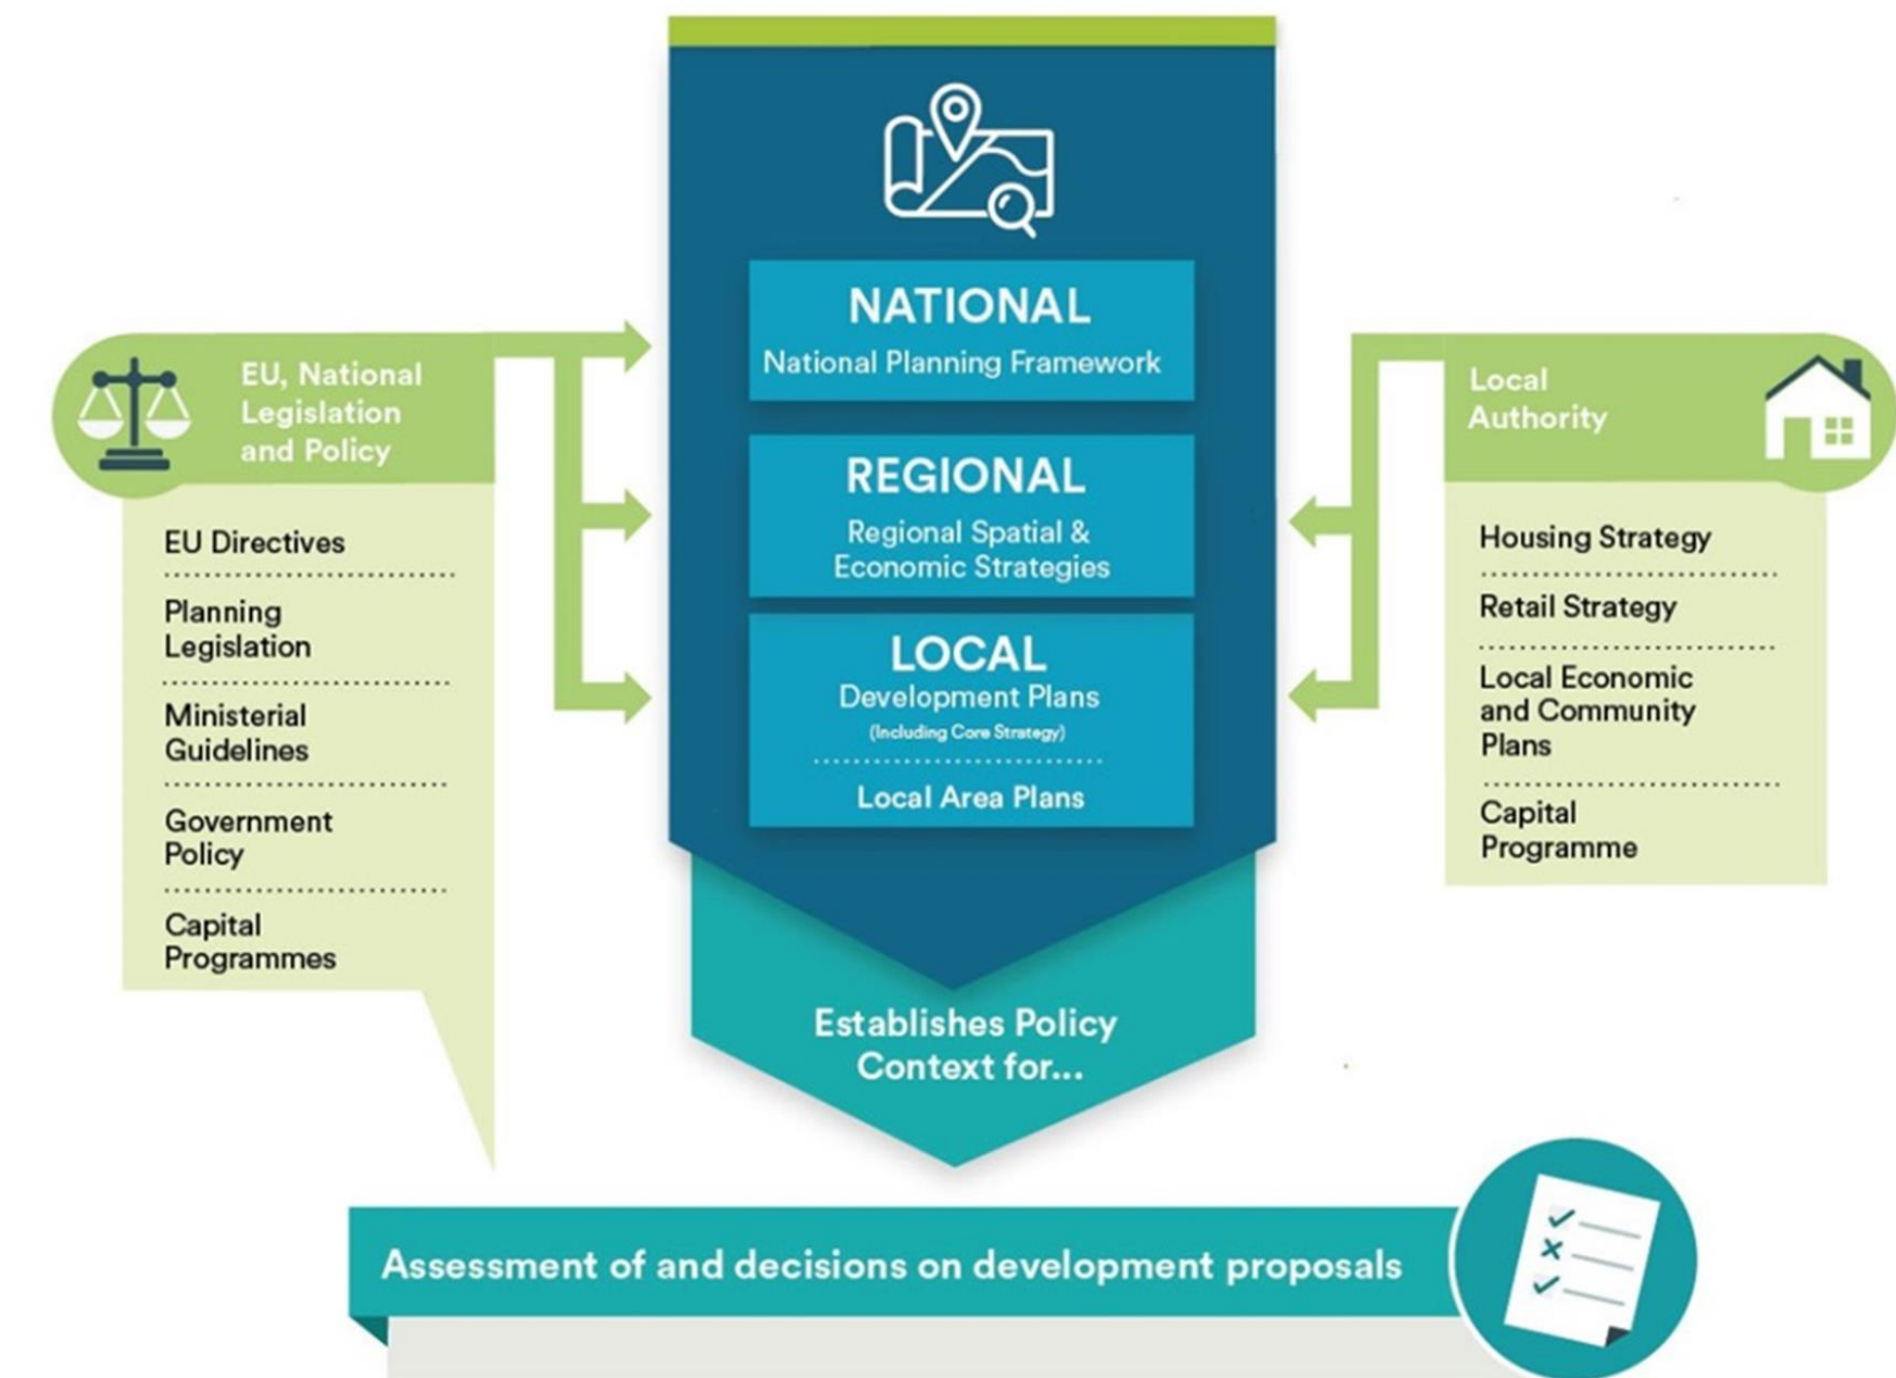 NATIONAL
National Planning Framework
REGIONAL
Regional Spatial &
Economic Strategies
LOCAL
Development Plans
(Including Core Strategy)
Local Area Plans
EU, National
Legislation
and Policy
EU Directives
Planning
Legislation
Ministerial
Guidelines
Government
Policy
Capital
Programmes
Local
Authority
Housing Strategy
Retail Strategy
Local Economic
and Community
Plans
Capital
Programme
Establishes Policy
Context for...
Assessment of and decisions on development proposals